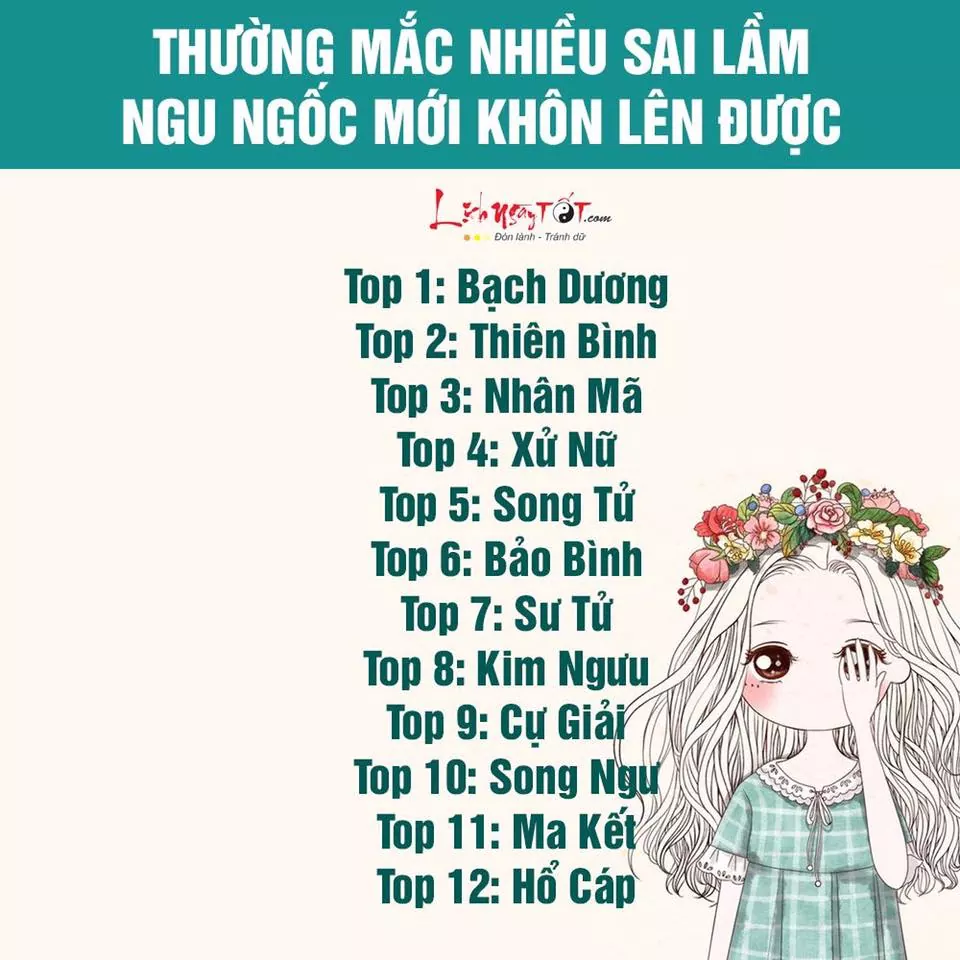 THƯỜNG MẮC NHIỀU SAI LẦM
NGU NGỐC MỚI KHÔN LÊN ĐƯỢC
Lịch Ngày TỐT.com
Đón lành - Tránh dữ
Top 1: Bạch Dương
Top 2: Thiên Bình
Top 3: Nhân Mã
Top 4: Xử Nữ
Top 5: Song Tử
Top 6: Bảo Bình
Top 7: Sư Tử
Top 8: Kim Ngưu
Top 9: Cự Giải
Top 10: Song Ngư
Top 11: Ma Kết
Top 12: Hổ Cáp